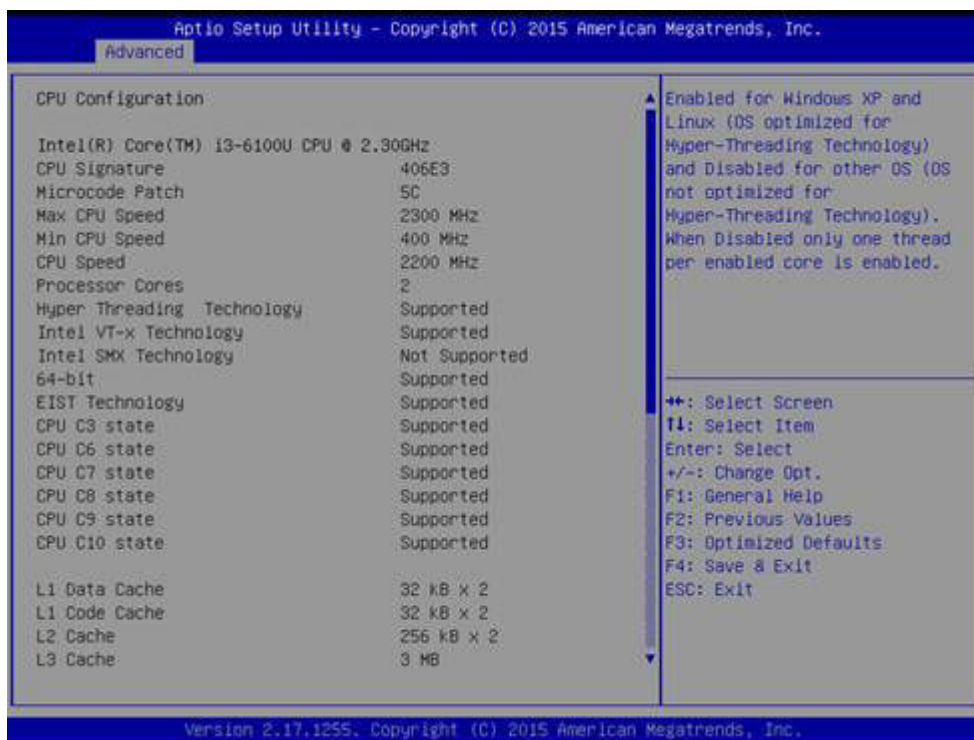 Aptio Setup Utility – Copyright (C) 2015 American Megatrends, Inc.
Advanced
CPU Configuration
Intel(R) Core(TM) i3-6100U CPU @ 2.30GHz
CPU Signature 406E3
Microcode Patch 5C
Max CPU Speed 2300 MHz
Min CPU Speed 400 MHz
CPU Speed 2200 MHz
Processor Cores 2
Hyper Threading Technology Supported
Intel VT-x Technology Supported
Intel SMX Technology Not Supported
64-bit Supported
EIST Technology Supported
CPU C3 state Supported
CPU C6 state Supported
CPU C7 state Supported
CPU C8 state Supported
CPU C9 state Supported
CPU C10 state Supported
L1 Data Cache 32 kB x 2
L1 Code Cache 32 kB x 2
L2 Cache 256 kB x 2
L3 Cache 3 MB
Enabled for Windows XP and
Linux (OS optimized for
Hyper-Threading Technology)
and Disabled for other OS (OS
not optimized for
Hyper-Threading Technology).
When Disabled only one thread
per enabled core is enabled.
→←: Select Screen
↑↓: Select Item
Enter: Select
+/-: Change Opt.
F1: General Help
F2: Previous Values
F3: Optimized Defaults
F4: Save & Exit
ESC: Exit
Version 2.17.1255. Copyright (C) 2015 American Megatrends, Inc.